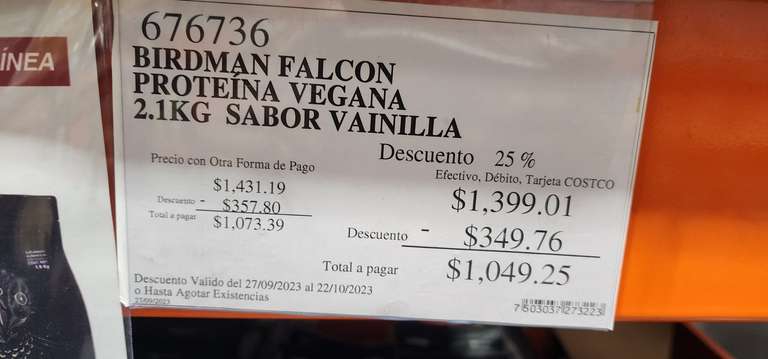 ÍNEA
676736
BIRDMAN FALCON
PROTEÍNA VEGANA
2.1KG SABOR VAINILLA
Descuento 25 %
Precio con Otra Forma de Pago
$1,431.19
Descuento - $357.80
Total a pagar $1,073.39
Efectivo, Débito, Tarjeta COSTCO
$1,399.01
Descuento - $349.76
Total a pagar $1,049.25
Descuento Valido del 27/09/2023 al 22/10/2023
o Hasta Agotar Existencias
7503037273223